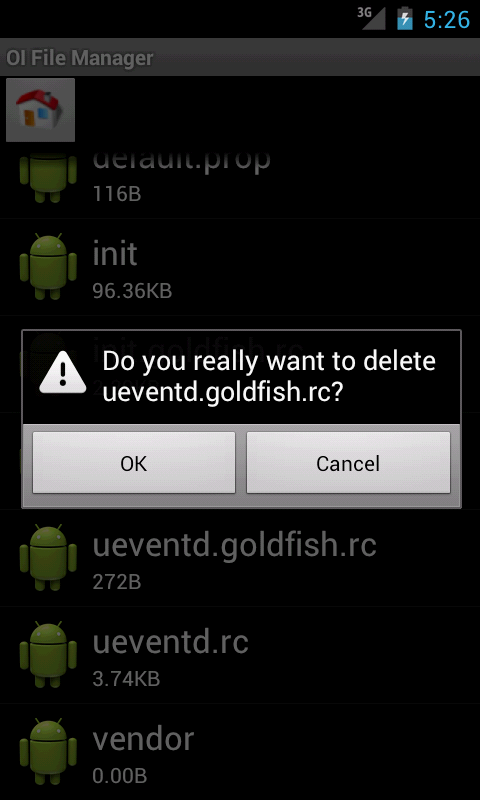 3G
5:26
OI File Manager
default.prop
116B
init
96.36KB
init.goldfish.rc
Do you really want to delete
ueventd.goldfish.rc?
OK
Cancel
ueventd.goldfish.rc
272B
ueventd.rc
3.74KB
vendor
0.00B